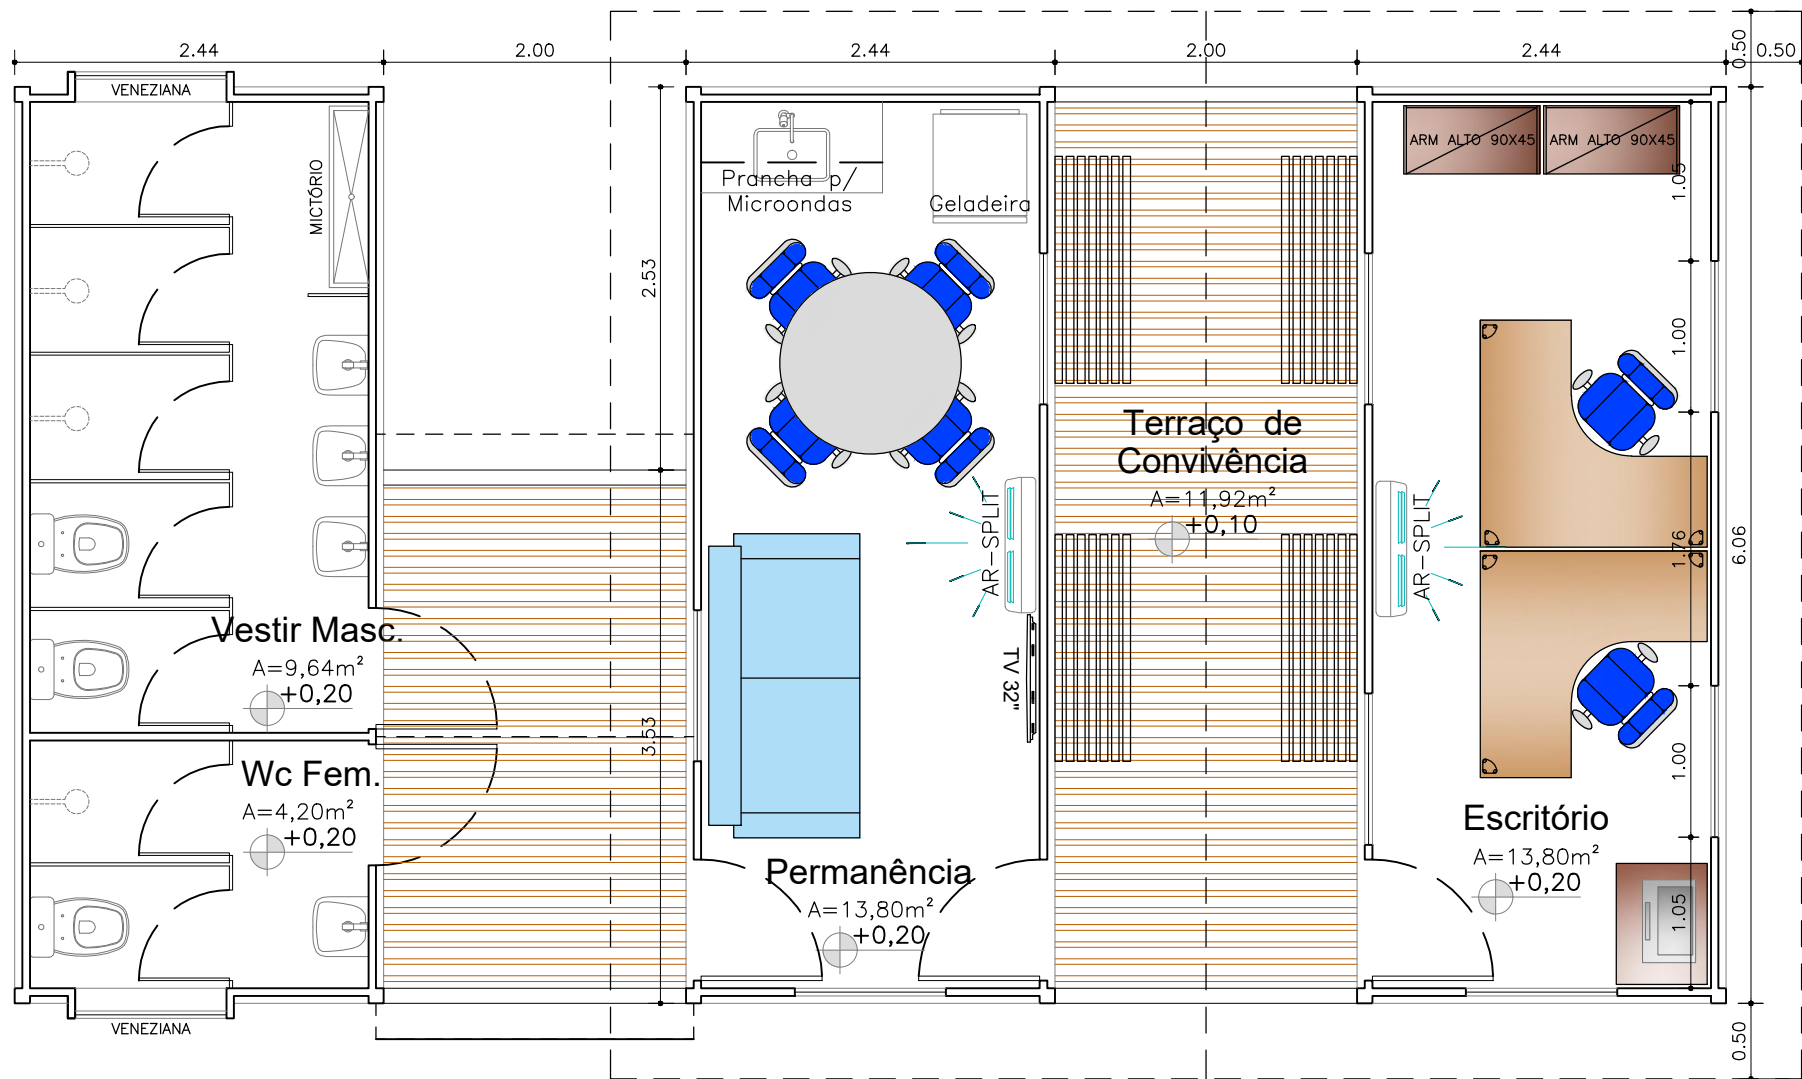 2.44
2.00
2.44
2.00
2.44
0.50
0.50
VENEZIANA
MICTÓRIO
Prancha p/
Microondas
Geladeira
ARM ALTO 90X45
ARM ALTO 90X45
1.05
2.53
1.00
Terraço de
Convivência
A=11,92m²
+0,10
AR-SPLIT
AR-SPLIT
1.76
6.06
Vestir Masc.
A=9,64m²
+0,20
TV 32"
3.53
1.00
Wc Fem.
A=4,20m²
+0,20
Permanência
A=13,80m²
+0,20
Escritório
A=13,80m²
+0,20
1.05
VENEZIANA
0.50